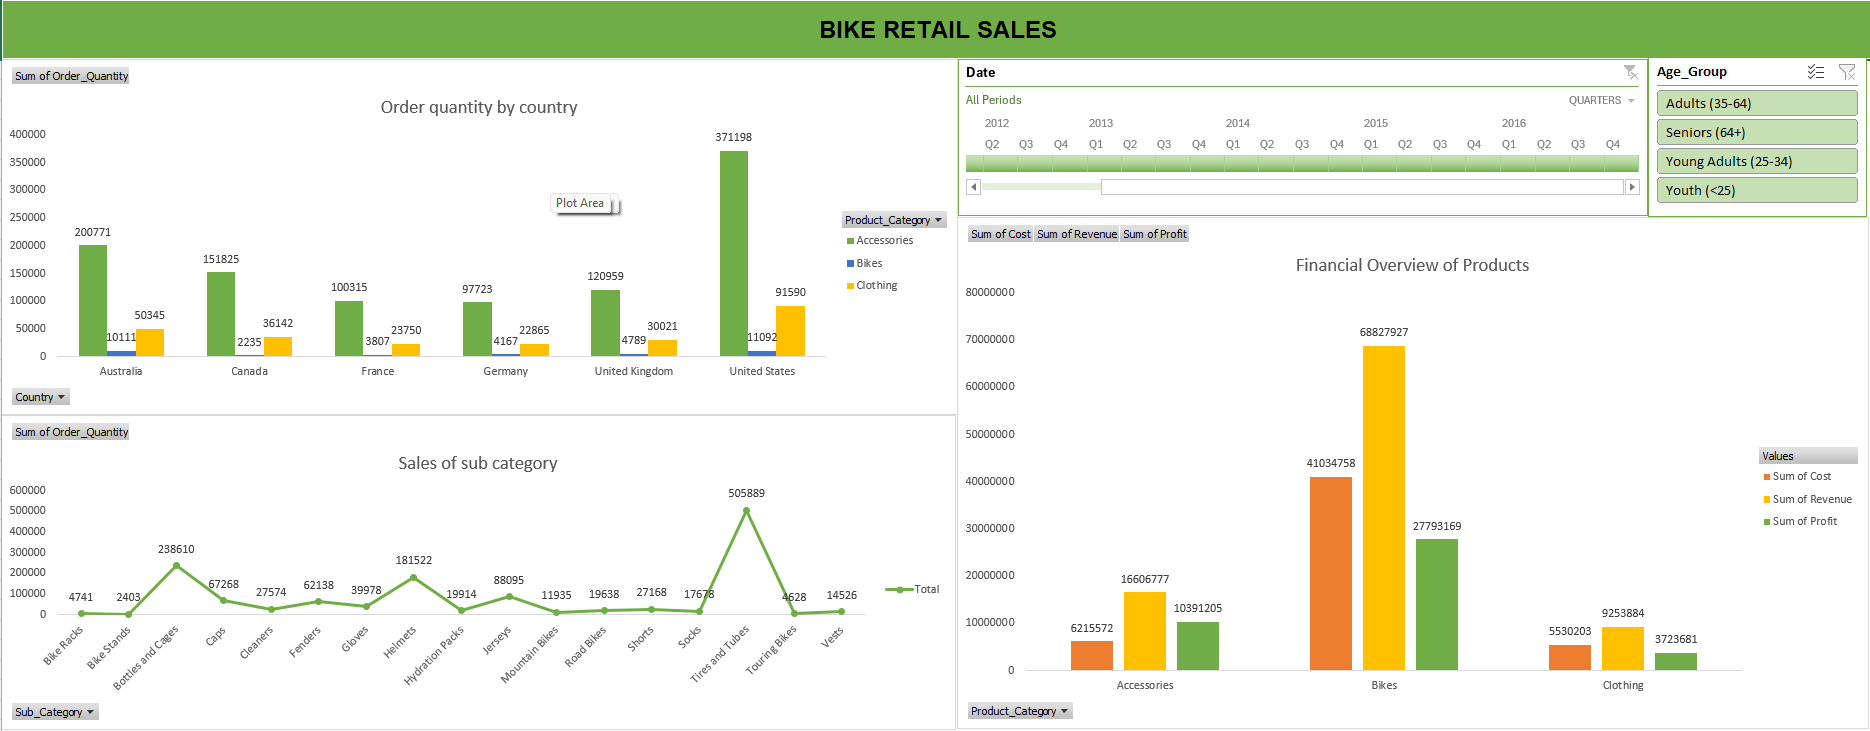 BIKE RETAIL SALES
Sum of Order_Quantity
Order quantity by country
400000
350000
300000
250000
200000
150000
100000
50000
0
200771
10111
50345
151825
2235
36142
100315
3807
23750
97723
4167
22865
120959
4789
30021
371198
11092
91590
Plot Area
Australia Canada France Germany United Kingdom United States
Product_Category
Accessories
Bikes
Clothing
Country
Sum of Order_Quantity
Sales of sub category
600000
500000
400000
300000
200000
100000
0
4741 2403 238610 67268 27574 62138 39978 181522 19914 88095 11935 19638 27168 17678 505889 4628 14526
Bike Racks
Bike Stands
Bottles and Cages
Caps
Cleaners
Fenders
Gloves
Helmets
Hydration Packs
Jerseys
Mountain Bikes
Road Bikes
Shorts
Socks
Tires and Tubes
Touring Bikes
Vests
Total
Sub_Category
Date
All Periods
QUARTERS
2012 2013 2014 2015 2016
Q2 Q3 Q4 Q1 Q2 Q3 Q4 Q1 Q2 Q3 Q4 Q1 Q2 Q3 Q4 Q1 Q2 Q3 Q4
Age_Group
Adults (35-64)
Seniors (64+)
Young Adults (25-34)
Youth (<25)
Sum of Cost Sum of Revenue Sum of Profit
Financial Overview of Products
80000000
70000000
60000000
50000000
40000000
30000000
20000000
10000000
0
6215572
16606777
10391205
41034758
68827927
27793169
5530203
9253884
3723681
Accessories Bikes Clothing
Values
Sum of Cost
Sum of Revenue
Sum of Profit
Product_Category